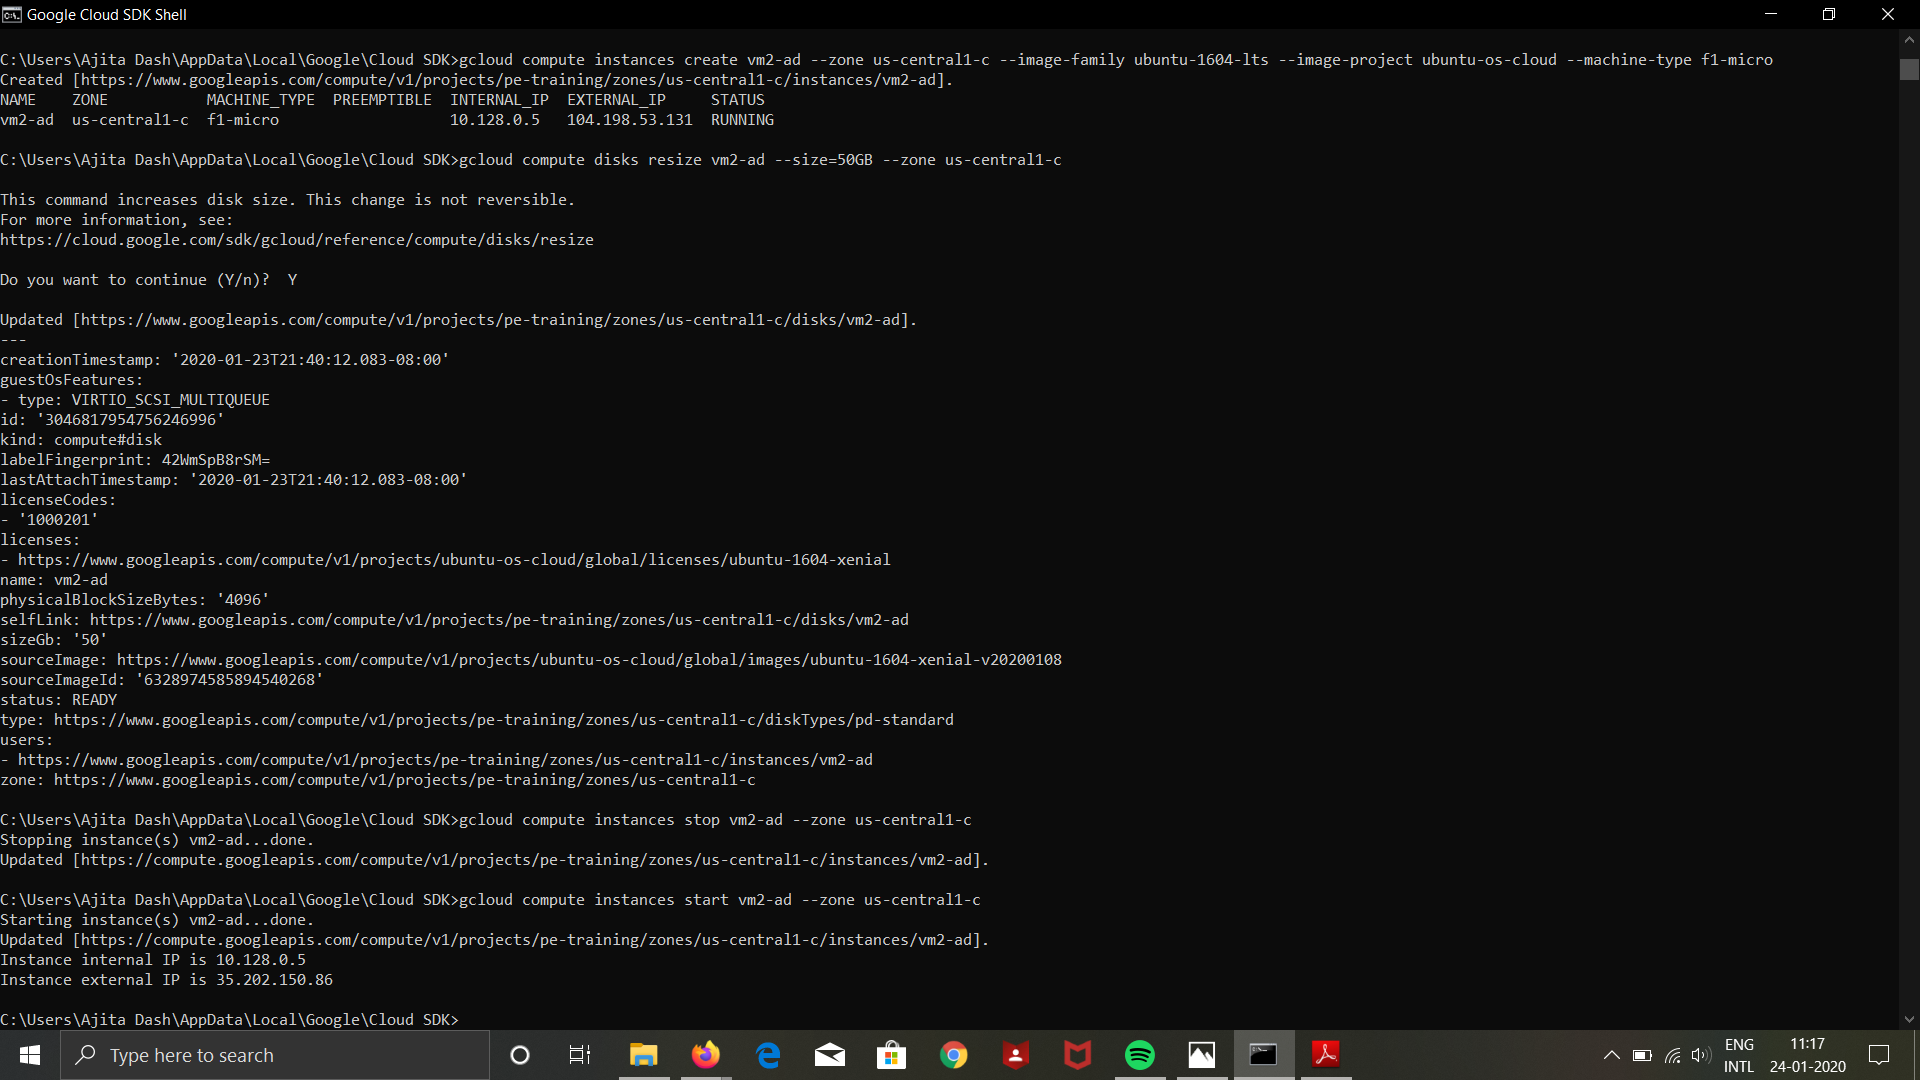 Google Cloud SDK Shell
C:\Users\Ajita Dash\AppData\Local\Google\Cloud SDK>gcloud compute instances create vm2-ad --zone us-central1-c --image-family ubuntu-1604-lts --image-project ubuntu-os-cloud --machine-type f1-micro
Created [https://www.googleapis.com/compute/v1/projects/pe-training/zones/us-central1-c/instances/vm2-ad].
NAME    ZONE           MACHINE_TYPE  PREEMPTIBLE  INTERNAL_IP  EXTERNAL_IP     STATUS
vm2-ad  us-central1-c  f1-micro                   10.128.0.5   104.198.53.131  RUNNING
C:\Users\Ajita Dash\AppData\Local\Google\Cloud SDK>gcloud compute disks resize vm2-ad --size=50GB --zone us-central1-c
This command increases disk size. This change is not reversible.
For more information, see:
https://cloud.google.com/sdk/gcloud/reference/compute/disks/resize
Do you want to continue (Y/n)?  Y
Updated [https://www.googleapis.com/compute/v1/projects/pe-training/zones/us-central1-c/disks/vm2-ad].
---
creationTimestamp: '2020-01-23T21:40:12.083-08:00'
guestOsFeatures:
- type: VIRTIO_SCSI_MULTIQUEUE
id: '3046817954756246996'
kind: compute#disk
labelFingerprint: 42WmSpB8rSM=
lastAttachTimestamp: '2020-01-23T21:40:12.083-08:00'
licenseCodes:
- '1000201'
licenses:
- https://www.googleapis.com/compute/v1/projects/ubuntu-os-cloud/global/licenses/ubuntu-1604-xenial
name: vm2-ad
physicalBlockSizeBytes: '4096'
selfLink: https://www.googleapis.com/compute/v1/projects/pe-training/zones/us-central1-c/disks/vm2-ad
sizeGb: '50'
sourceImage: https://www.googleapis.com/compute/v1/projects/ubuntu-os-cloud/global/images/ubuntu-1604-xenial-v20200108
sourceImageId: '6328974585894540268'
status: READY
type: https://www.googleapis.com/compute/v1/projects/pe-training/zones/us-central1-c/diskTypes/pd-standard
users:
- https://www.googleapis.com/compute/v1/projects/pe-training/zones/us-central1-c/instances/vm2-ad
zone: https://www.googleapis.com/compute/v1/projects/pe-training/zones/us-central1-c
C:\Users\Ajita Dash\AppData\Local\Google\Cloud SDK>gcloud compute instances stop vm2-ad --zone us-central1-c
Stopping instance(s) vm2-ad...done.
Updated [https://compute.googleapis.com/compute/v1/projects/pe-training/zones/us-central1-c/instances/vm2-ad].
C:\Users\Ajita Dash\AppData\Local\Google\Cloud SDK>gcloud compute instances start vm2-ad --zone us-central1-c
Starting instance(s) vm2-ad...done.
Updated [https://compute.googleapis.com/compute/v1/projects/pe-training/zones/us-central1-c/instances/vm2-ad].
Instance internal IP is 10.128.0.5
Instance external IP is 35.202.150.86
C:\Users\Ajita Dash\AppData\Local\Google\Cloud SDK>
Type here to search
ENG
INTL
11:17
24-01-2020